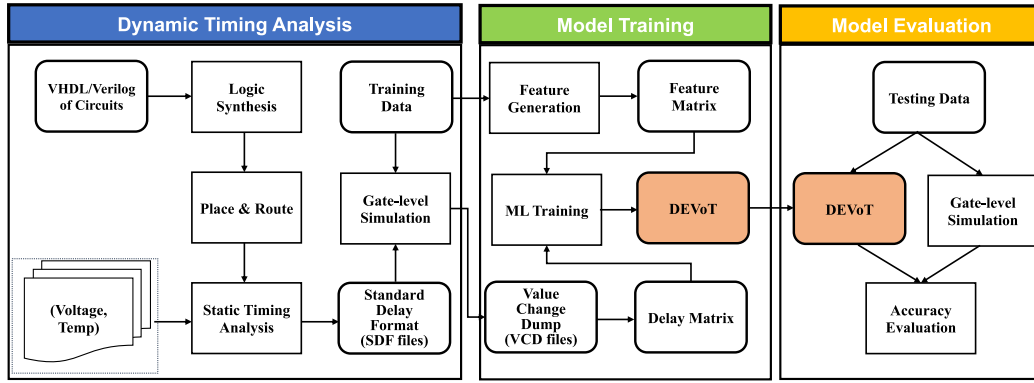 Dynamic Timing Analysis
Model Training
Model Evaluation
VHDL/Verilog
of Circuits
Logic
Synthesis
Training
Data
Feature
Generation
Feature
Matrix
Testing Data
Place & Route
Gate-level
Simulation
ML Training
DEVoT
DEVoT
Gate-level
Simulation
(Voltage,
Temp)
Static Timing
Analysis
Standard
Delay
Format
(SDF files)
Value
Change
Dump
(VCD files)
Delay Matrix
Accuracy
Evaluation